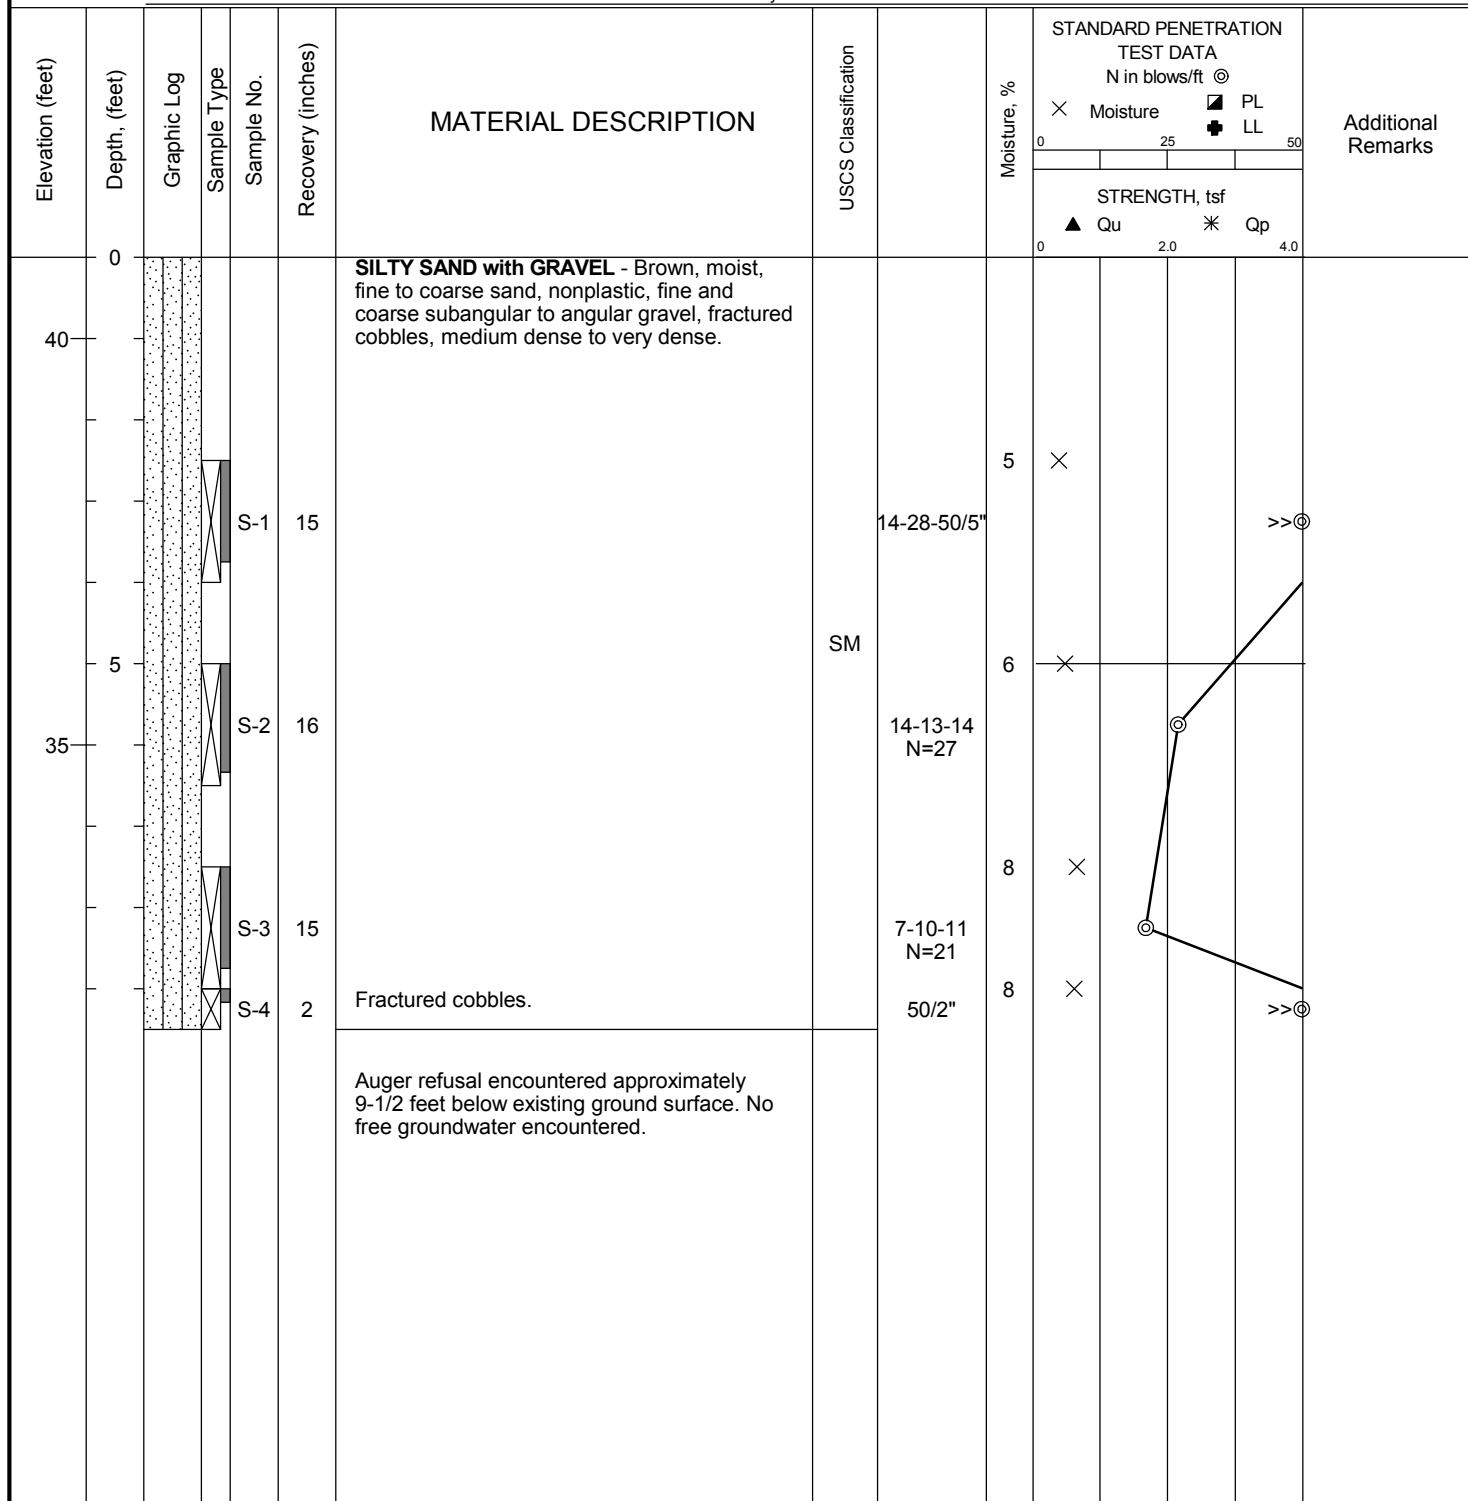 STANDARD PENETRATION
TEST DATA
N in blows/ft
Moisture
PL
LL
0 25 50
STRENGTH, tsf
Qu Qp
0 2.0 4.0
Elevation (feet)
Depth, (feet)
Graphic Log
Sample Type
Sample No.
Recovery (inches)
MATERIAL DESCRIPTION
USCS Classification
Moisture, %
Additional
Remarks
0
SILTY SAND with GRAVEL - Brown, moist,
fine to coarse sand, nonplastic, fine and
coarse subangular to angular gravel, fractured
cobbles, medium dense to very dense.
40
5
S-1 15 14-28-50/5" >>
SM
5 6
S-2 16 14-13-14
35 N=27
8
S-3 15 7-10-11
N=21
8
Fractured cobbles.
S-4 2 50/2" >>
Auger refusal encountered approximately
9-1/2 feet below existing ground surface. No
free groundwater encountered.